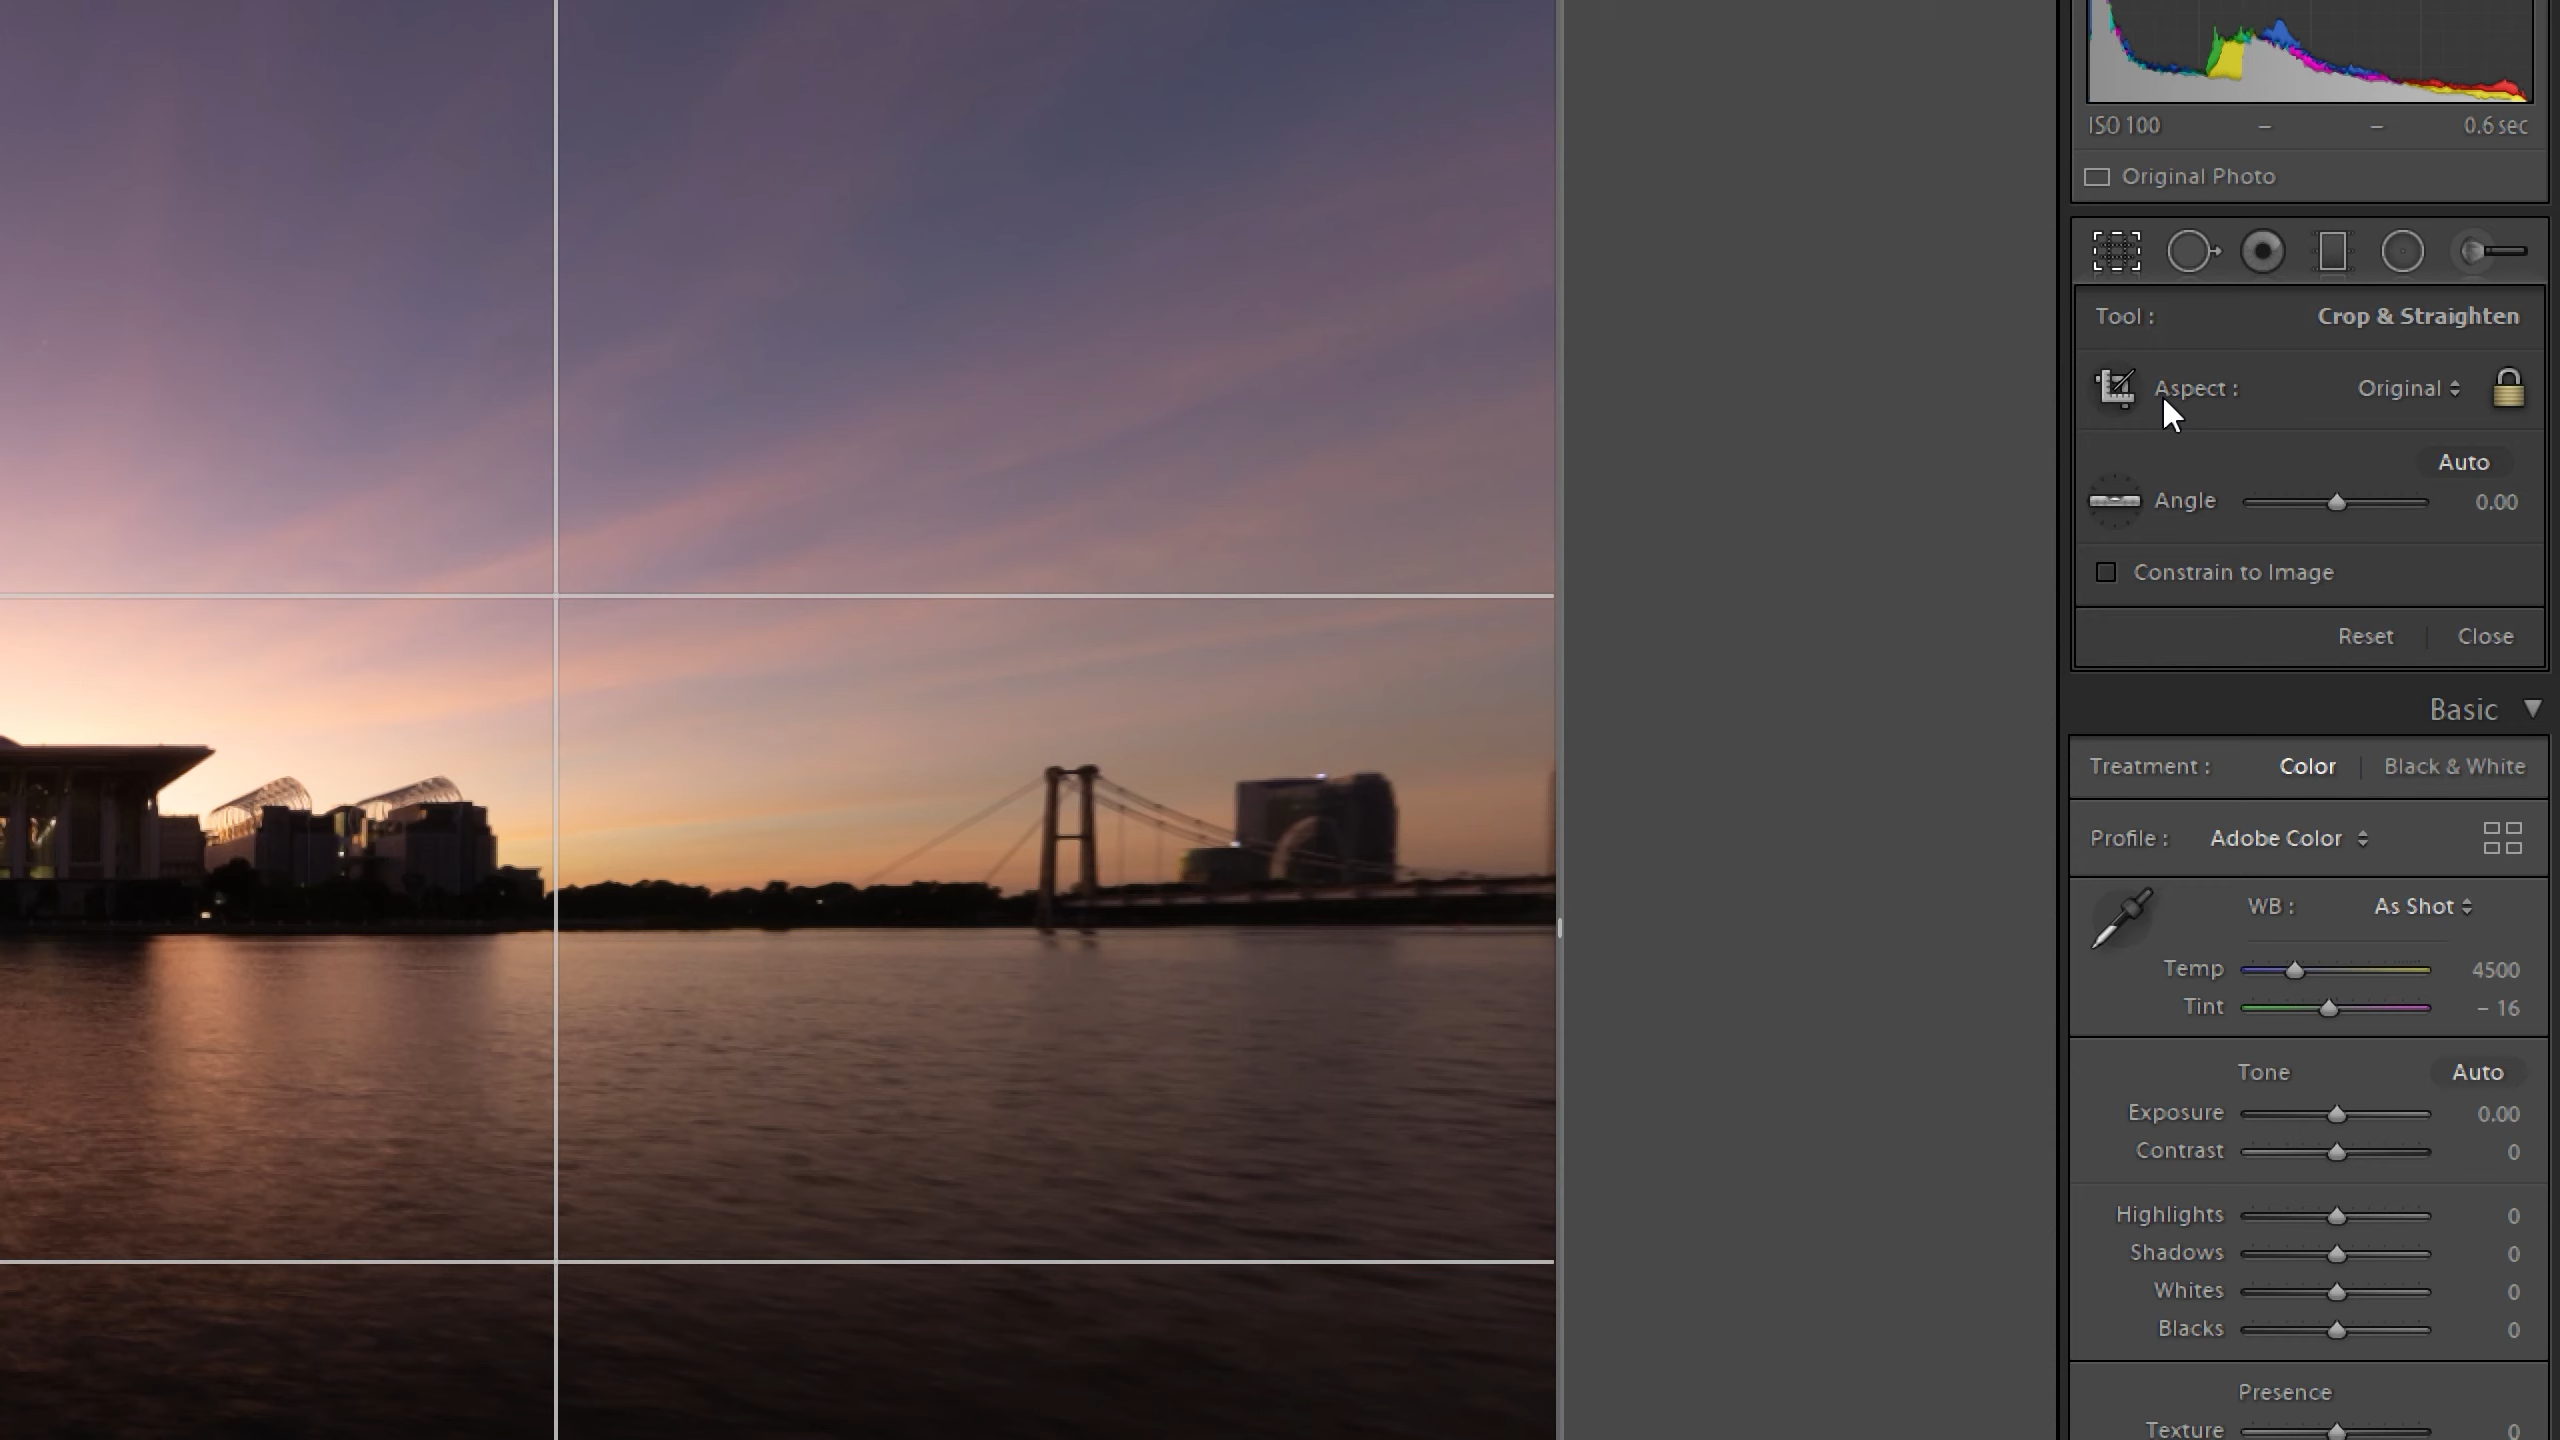 ISO 100 – – 0.6 sec
Original Photo
Tool : Crop & Straighten
Aspect : Original
Auto
Angle 0.00
Constrain to Image
Reset Close
Basic
Treatment : Color Black & White
Profile : Adobe Color
WB : As Shot
Temp 4500
Tint – 16
Tone Auto
Exposure 0.00
Contrast 0
Highlights 0
Shadows 0
Whites 0
Blacks 0
Presence
Texture 0